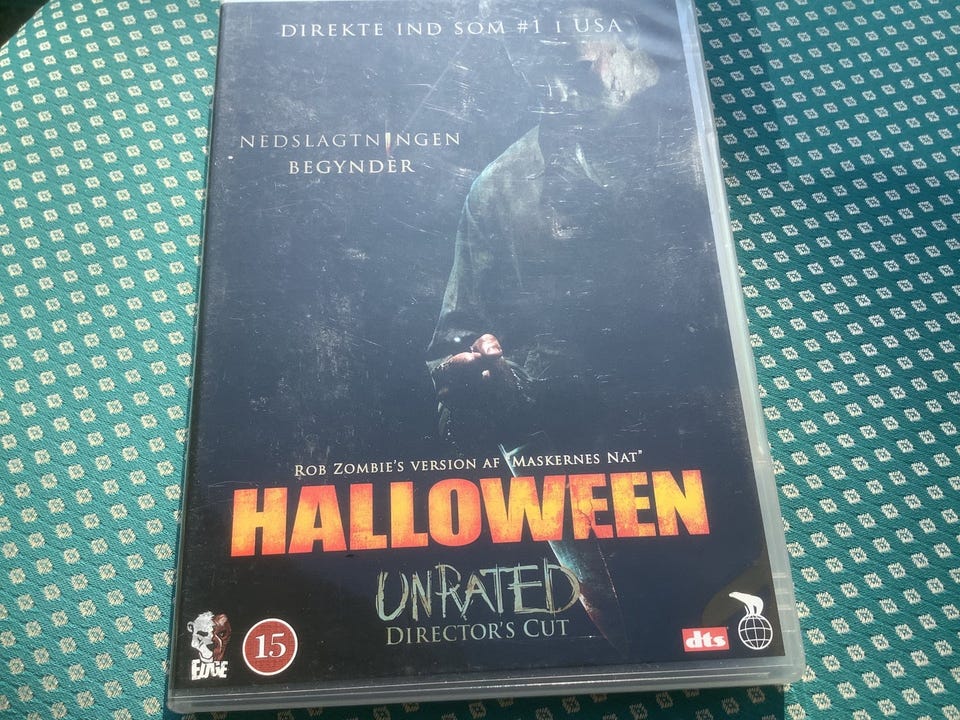 DIREKTE IND SOM #1 I USA
NEDSLAGTNINGEN
BEGYNDER
ROB ZOMBIE'S VERSION AF "MASKERNES NAT"
HALLOWEEN
UNRATED
DIRECTOR'S CUT
EDGE
15
dts